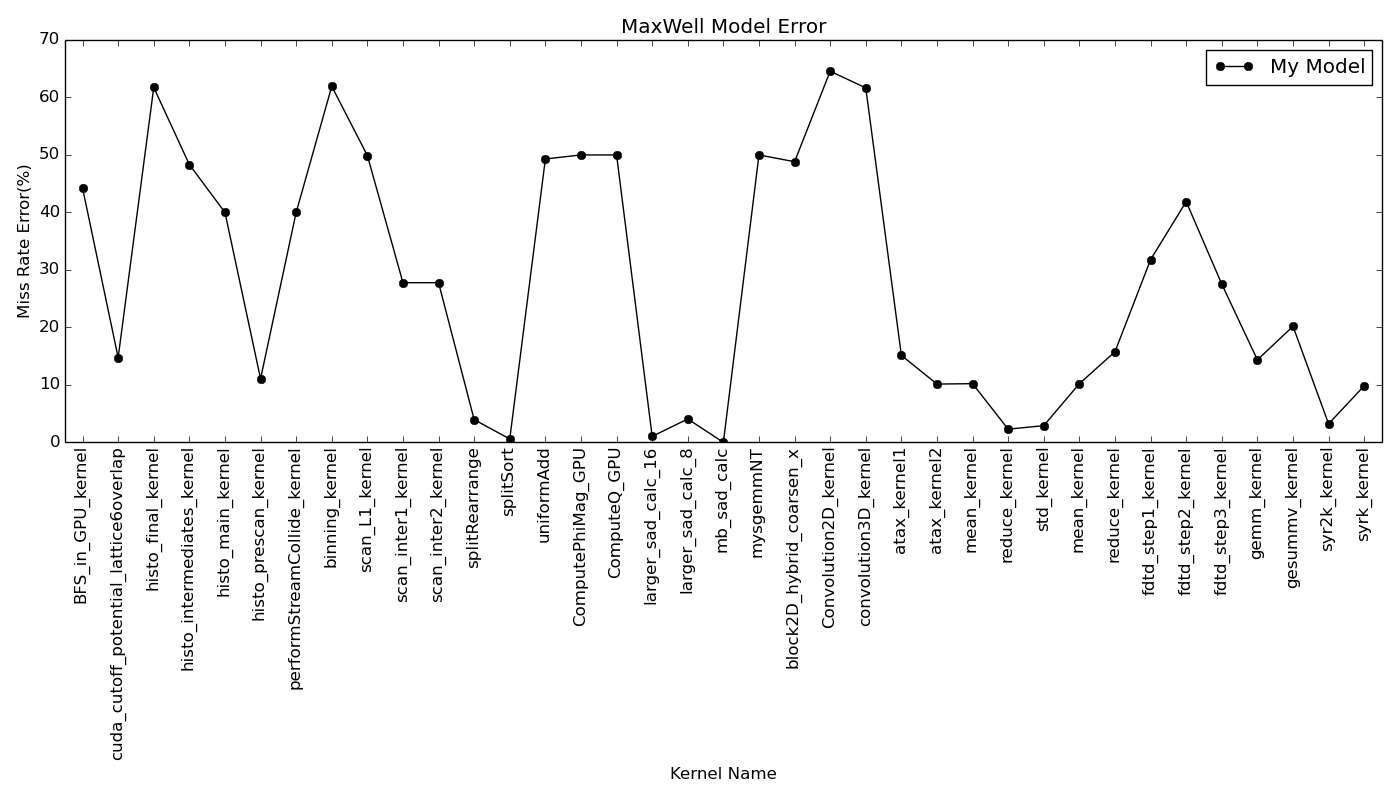 MaxWell Model Error
My Model
Miss Rate Error(%)
70
60
50
40
30
20
10
0
BFS_in_GPU_kernel
cuda_cutoff_potential_lattice6overlap
histo_final_kernel
histo_intermediates_kernel
histo_main_kernel
histo_prescan_kernel
performStreamCollide_kernel
binning_kernel
scan_L1_kernel
scan_inter1_kernel
scan_inter2_kernel
splitRearrange
splitSort
uniformAdd
ComputePhiMag_GPU
ComputeQ_GPU
larger_sad_calc_16
larger_sad_calc_8
mb_sad_calc
mysgemmNT
block2D_hybrid_coarsen_x
Convolution2D_kernel
convolution3D_kernel
atax_kernel1
atax_kernel2
mean_kernel
reduce_kernel
std_kernel
mean_kernel
reduce_kernel
fdtd_step1_kernel
fdtd_step2_kernel
fdtd_step3_kernel
gemm_kernel
gesummv_kernel
syr2k_kernel
syrk_kernel
Kernel Name